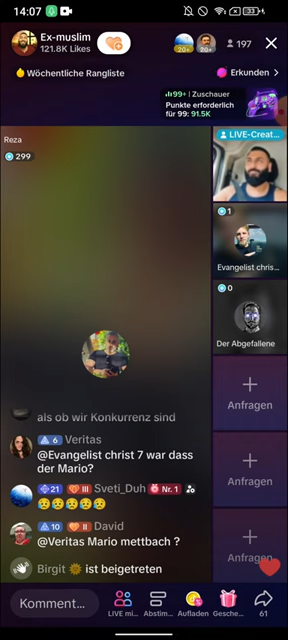 14:07
Ex-muslim
121.8K Likes
20+
20+
197
Wöchentliche Rangliste
Erkunden >
99+ | Zuschauer
Punkte erforderlich
für 99: 91.5K
Reza
299
LIVE-Creat...
1
Evangelist chris...
0
Der Abgefallene
+
Anfragen
+
Anfragen
+
Anfragen
als ob wir Konkurrenz sind
6 Veritas
@Evangelist christ 7 war dass
der Mario?
21 III Sveti_Duh Nr. 1
😥😥😥😥😥
10 II David
@Veritas Mario mettbach ?
Birgit 🌞 ist beigetreten
Komment...
LIVE mi...
Abstim...
Aufladen
Gesche...
61